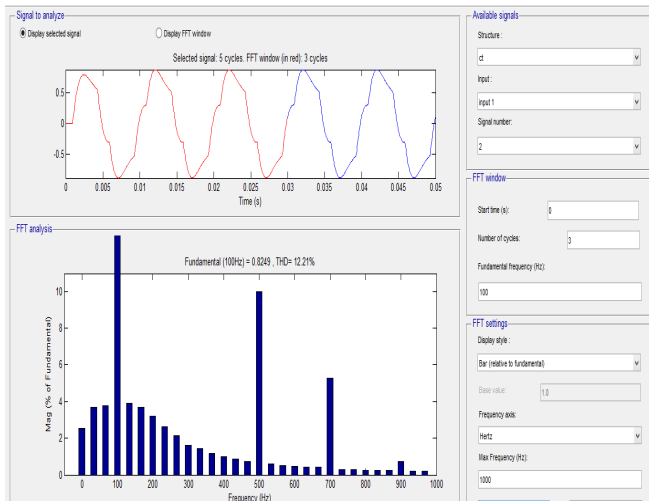 Signal to analyze
Display selected signal
Display FFT window
Selected signal: 5 cycles. FFT window (in red): 3 cycles
0.5
0
-0.5
0 0.005 0.01 0.015 0.02 0.025 0.03 0.035 0.04 0.045 0.05
Time (s)
FFT analysis
Fundamental (100Hz) = 0.8249 , THD= 12.21%
10
8
6
4
2
0
Mag (% of Fundamental)
0 100 200 300 400 500 600 700 800 900 1000
Frequency (Hz)
Available signals
Structure :
ct
Input :
input 1
Signal number:
2
FFT window
Start time (s):
0
Number of cycles:
3
Fundamental frequency (Hz):
100
FFT settings
Display style :
Bar (relative to fundamental)
Base value:
1.0
Frequency axis:
Hertz
Max Frequency (Hz):
1000